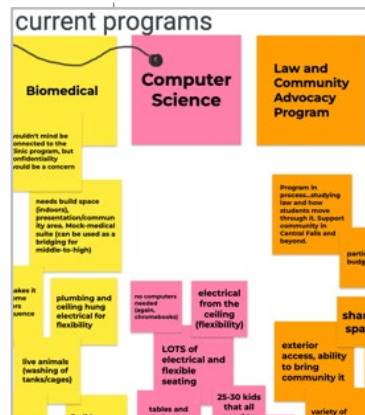 current programs
Biomedical
Computer
Science
Law and
Community
Advocacy
Program
wouldn't mind be
connected to the
clinic program, but
confidentiality
would be a concern
needs build space
(indoors),
presentation/commun
ity area. Mock-medical
suite (can be used as a
bridging for
middle-to-high)
makes it
plumbing and
ceiling hung
electrical for
flexibility
live animals
(washing of
tanks/cages)
no computers
needed
(again,
chromebooks)
electrical
from the
ceiling
(flexibility)
LOTS of
electrical and
flexible
seating
tables and
25-30 kids
that all
Program in
process...studying
law and how
students move
through it. Support
community in
Central Falls and
beyond.
exterior
access, ability
to bring
community it
variety of